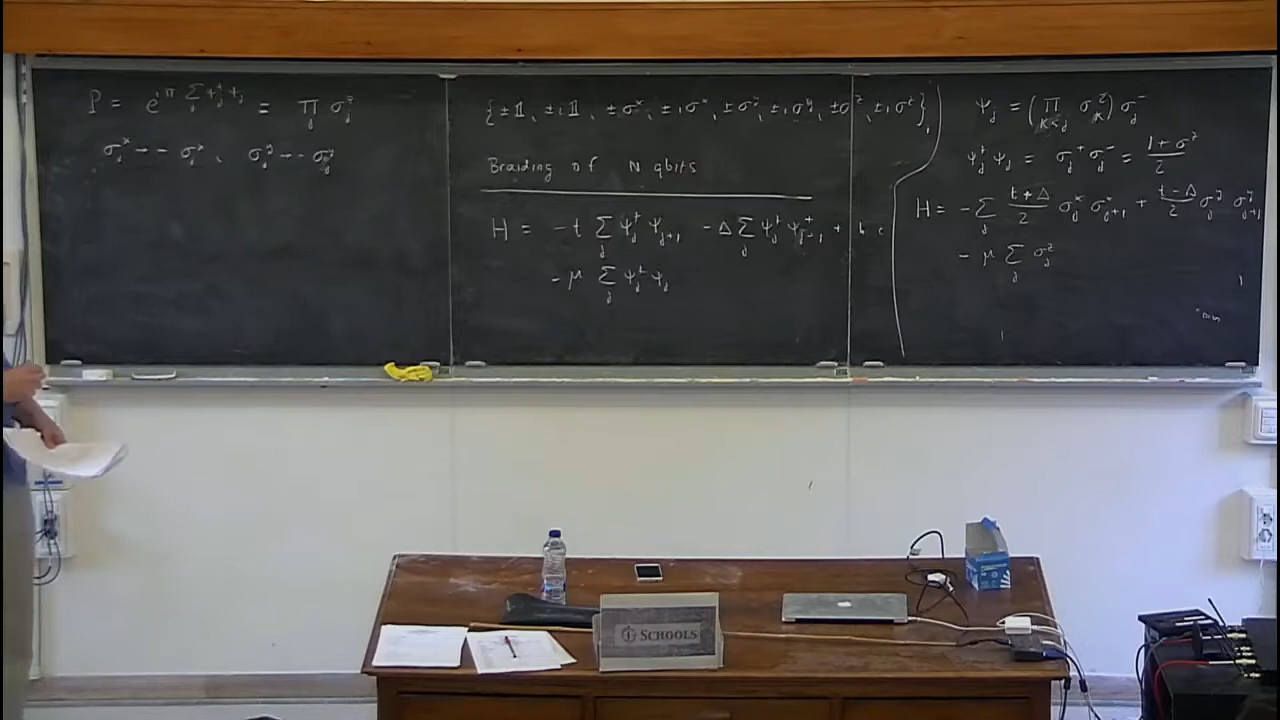 P = e^{iπ Σ_j ψ_j^† ψ_j} = Π_j σ_j^z
σ_j^x → - σ_j^x, σ_j^y → - σ_j^y
{±𝟙, ±i𝟙, ±σ^x, ±iσ^x, ±σ^y, ±iσ^y, ±σ^z, ±iσ^z},
Braiding of N qbits
H = -t Σ_j ψ_j^† ψ_{j+1} - Δ Σ_j ψ_j^† ψ_{j+1}^† + h c
- μ Σ_j ψ_j^† ψ_j
ψ_j = (Π_{k<j} σ_k^z) σ_j^-
ψ_j^† ψ_j = σ_j^+ σ_j^- = (1 + σ^z)/2
H = - Σ_j (t+Δ)/2 σ_j^x σ_{j+1}^x + (t-Δ)/2 σ_j^y σ_{j+1}^y
- μ Σ_j σ_j^z
SCHOOLS